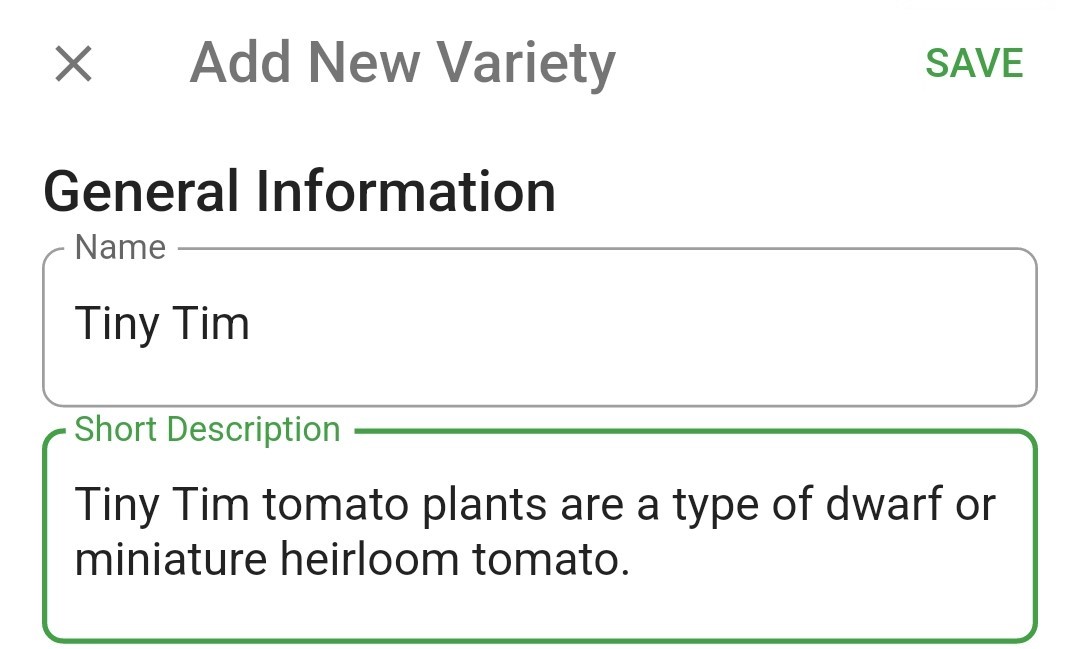 Add New Variety
SAVE
General Information
Name
Tiny Tim
Short Description
Tiny Tim tomato plants are a type of dwarf or
miniature heirloom tomato.